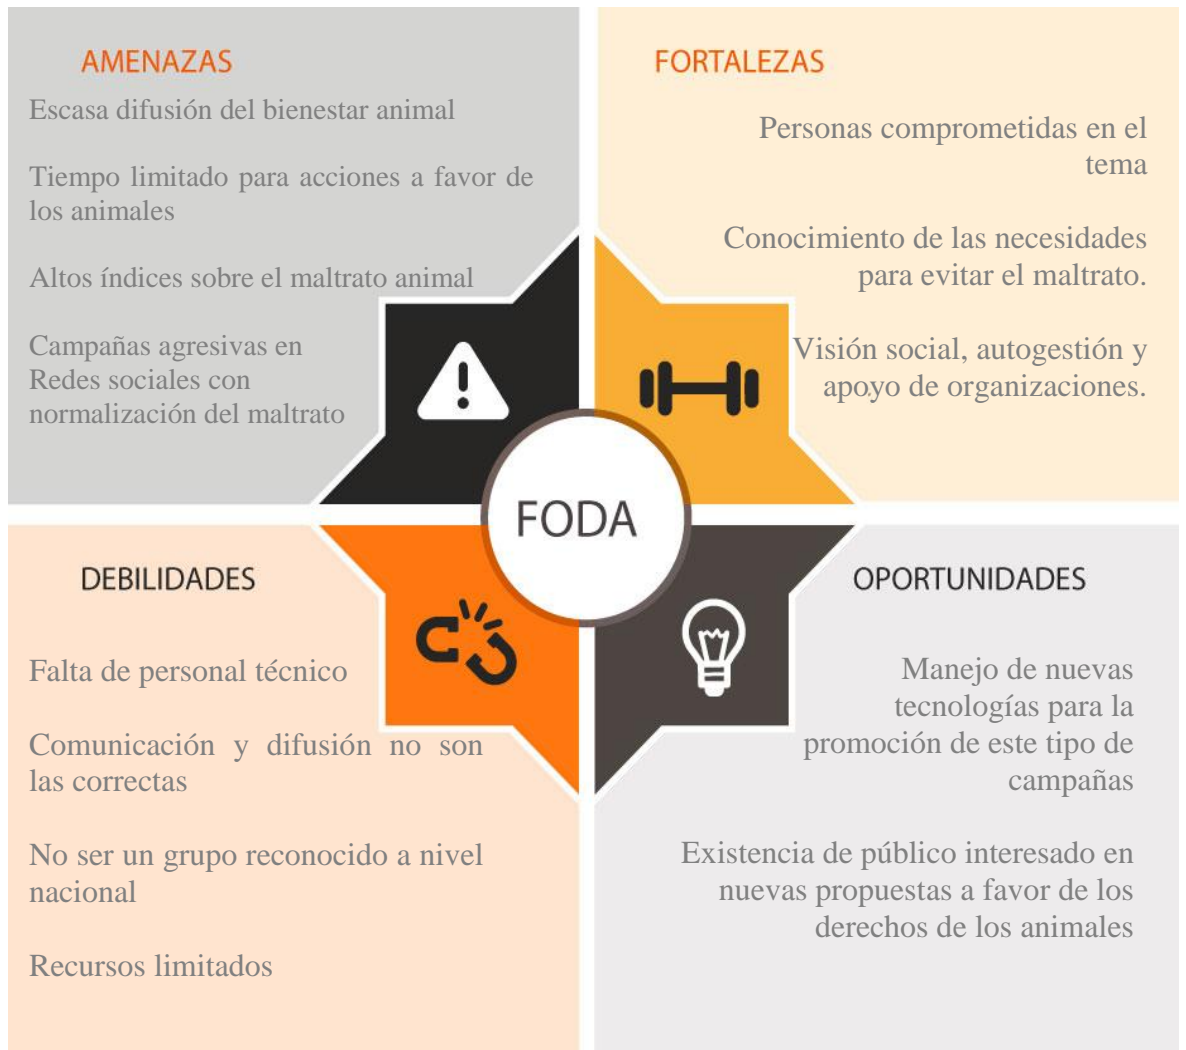 AMENAZAS
Escasa difusión del bienestar animal
Tiempo limitado para acciones a favor de
los animales
Altos índices sobre el maltrato animal
Campañas agresivas en
Redes sociales con
normalización del maltrato
FORTALEZAS
Personas comprometidas en el
tema
Conocimiento de las necesidades
para evitar el maltrato.
Visión social, autogestión y
apoyo de organizaciones.
FODA
DEBILIDADES
Falta de personal técnico
Comunicación y difusión no son
las correctas
No ser un grupo reconocido a nivel
nacional
Recursos limitados
OPORTUNIDADES
Manejo de nuevas
tecnologías para la
promoción de este tipo de
campañas
Existencia de público interesado en
nuevas propuestas a favor de los
derechos de los animales